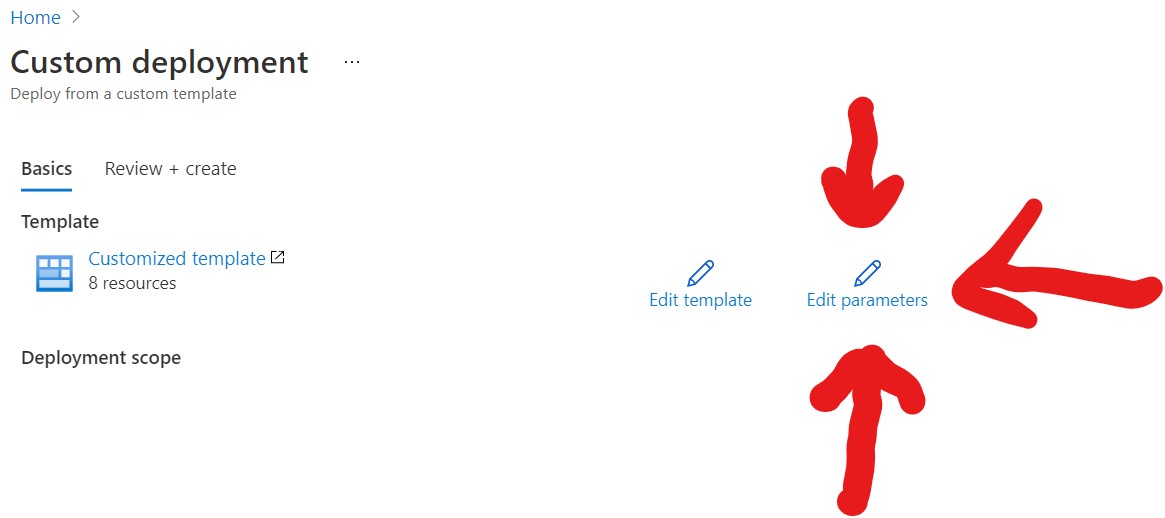 Home >
Custom deployment ...
Deploy from a custom template
Basics Review + create
Template
Customized template
8 resources
Edit template Edit parameters
Deployment scope